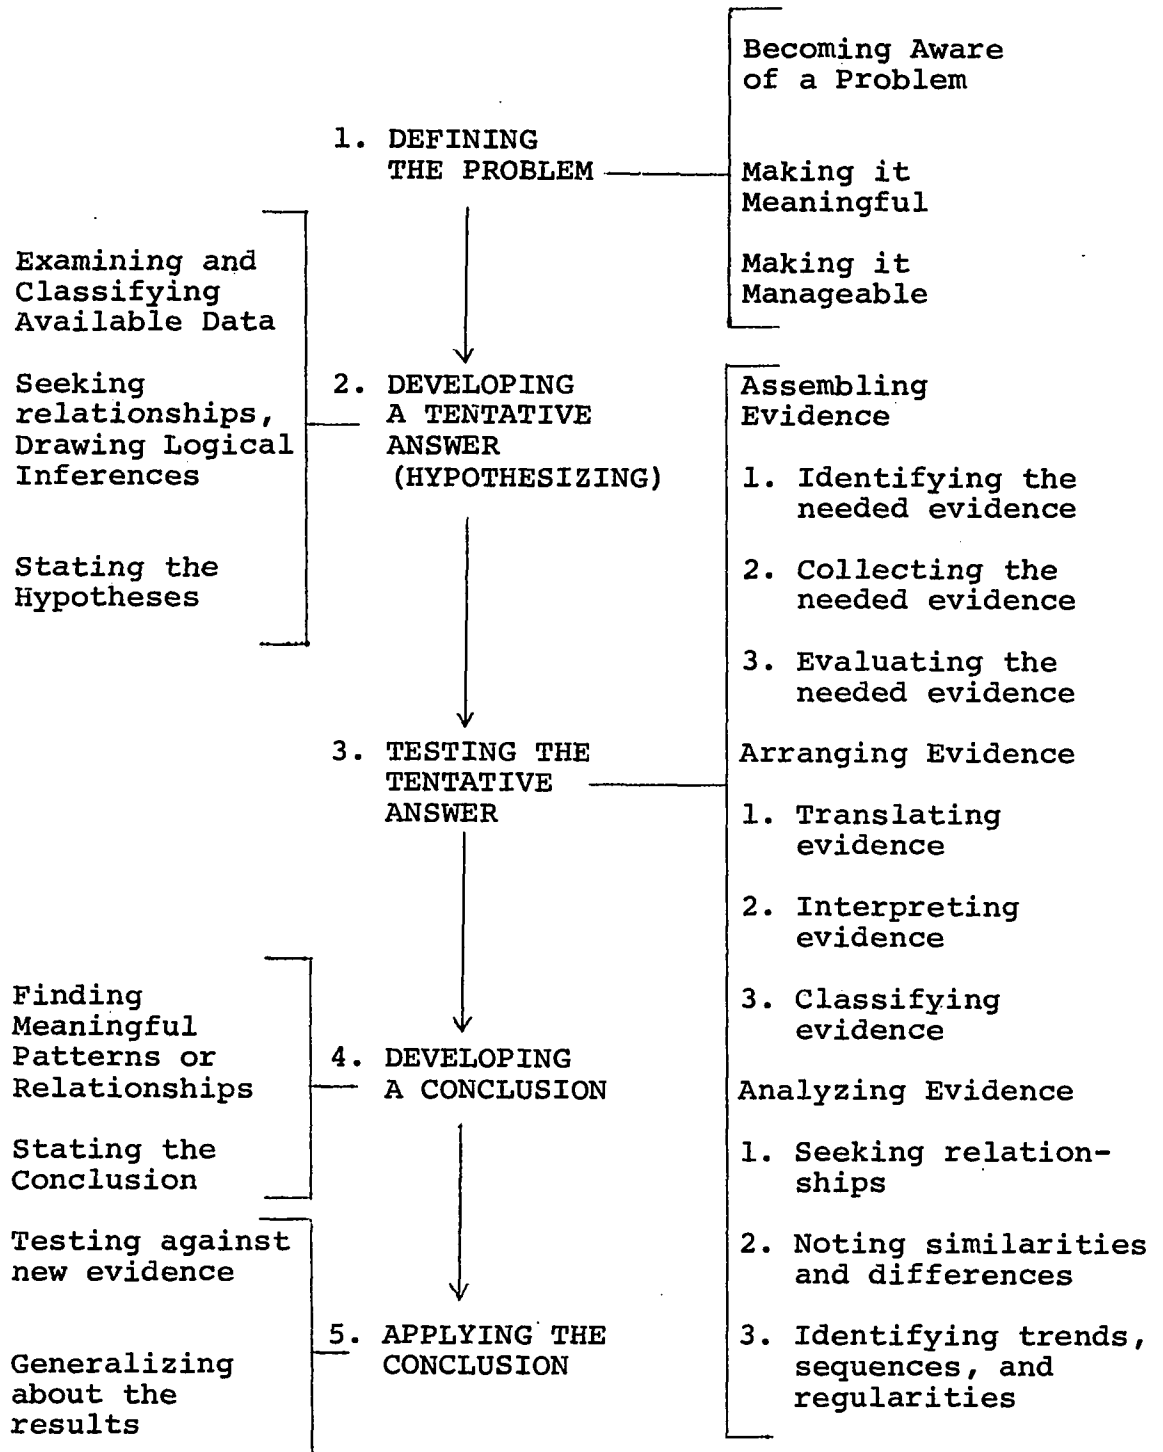 Becoming Aware
of a Problem
1. DEFINING
THE PROBLEM
Making it
Meaningful
Making it
Manageable
Examining and
Classifying
Available Data
Seeking
relationships,
Drawing Logical
Inferences
Stating the
Hypotheses
2. DEVELOPING
A TENTATIVE
ANSWER
(HYPOTHESIZING)
Assembling
Evidence
1. Identifying the
needed evidence
2. Collecting the
needed evidence
3. Evaluating the
needed evidence
3. TESTING THE
TENTATIVE
ANSWER
Arranging Evidence
1. Translating
evidence
2. Interpreting
evidence
3. Classifying
evidence
Finding
Meaningful
Patterns or
Relationships
Stating the
Conclusion
4. DEVELOPING
A CONCLUSION
Analyzing Evidence
1. Seeking relation-
ships
2. Noting similarities
and differences
3. Identifying trends,
sequences, and
regularities
Testing against
new evidence
Generalizing
about the
results
5. APPLYING THE
CONCLUSION